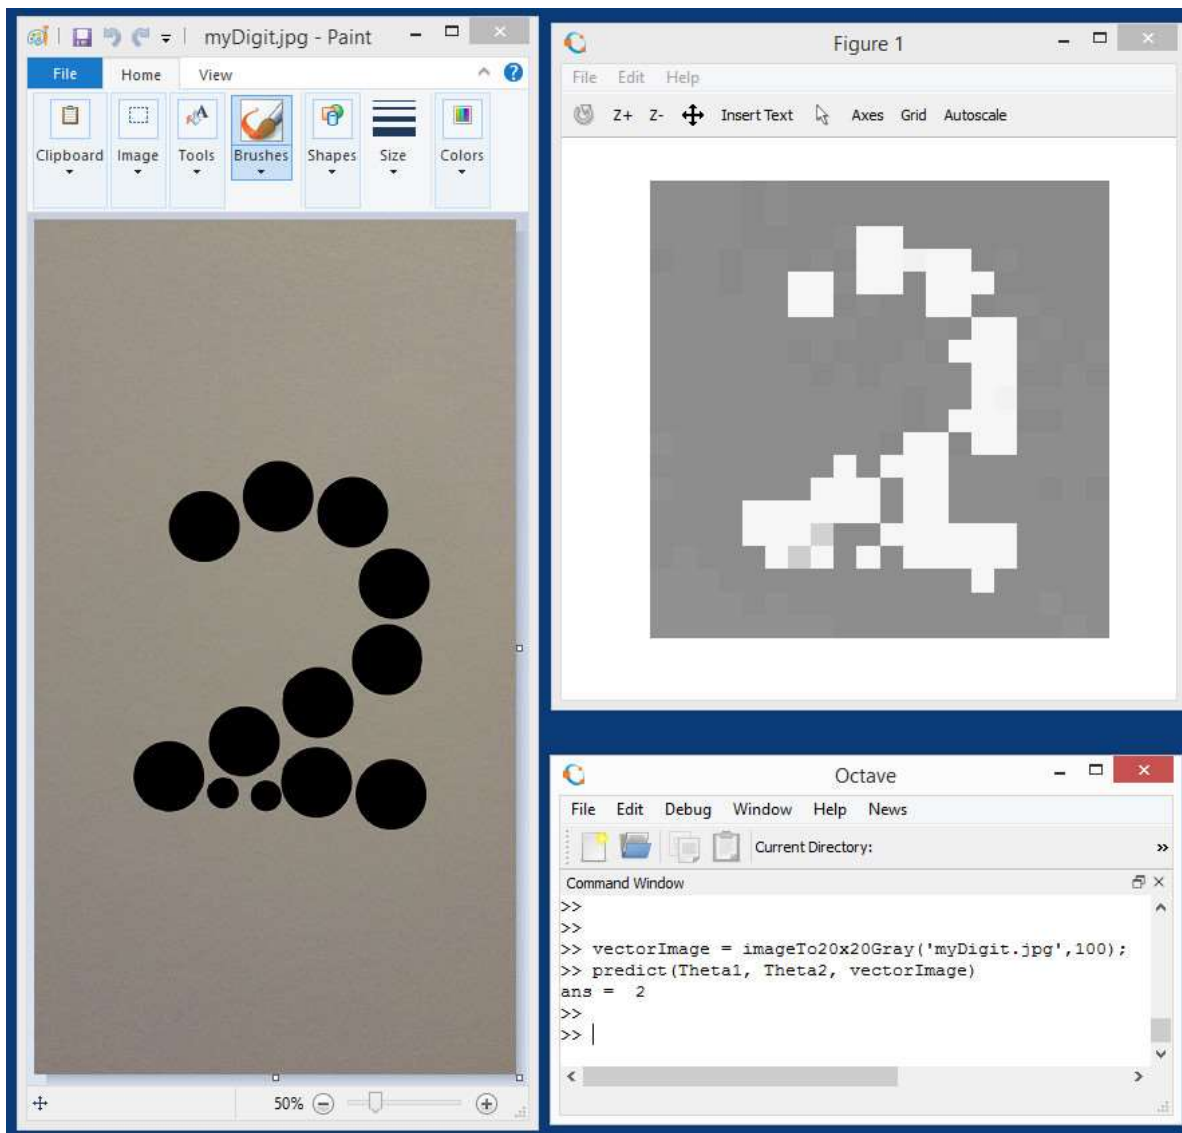 myDigit.jpg - Paint
File Home View
Clipboard Image Tools Brushes Shapes Size Colors
50%
Figure 1
File Edit Help
Z+ Z- Insert Text Axes Grid Autoscale
Octave
File Edit Debug Window Help News
Current Directory: »
Command Window
>>
>>
>> vectorImage = imageTo20x20Gray('myDigit.jpg',100);
>> predict(Theta1, Theta2, vectorImage)
ans = 2
>>
>>